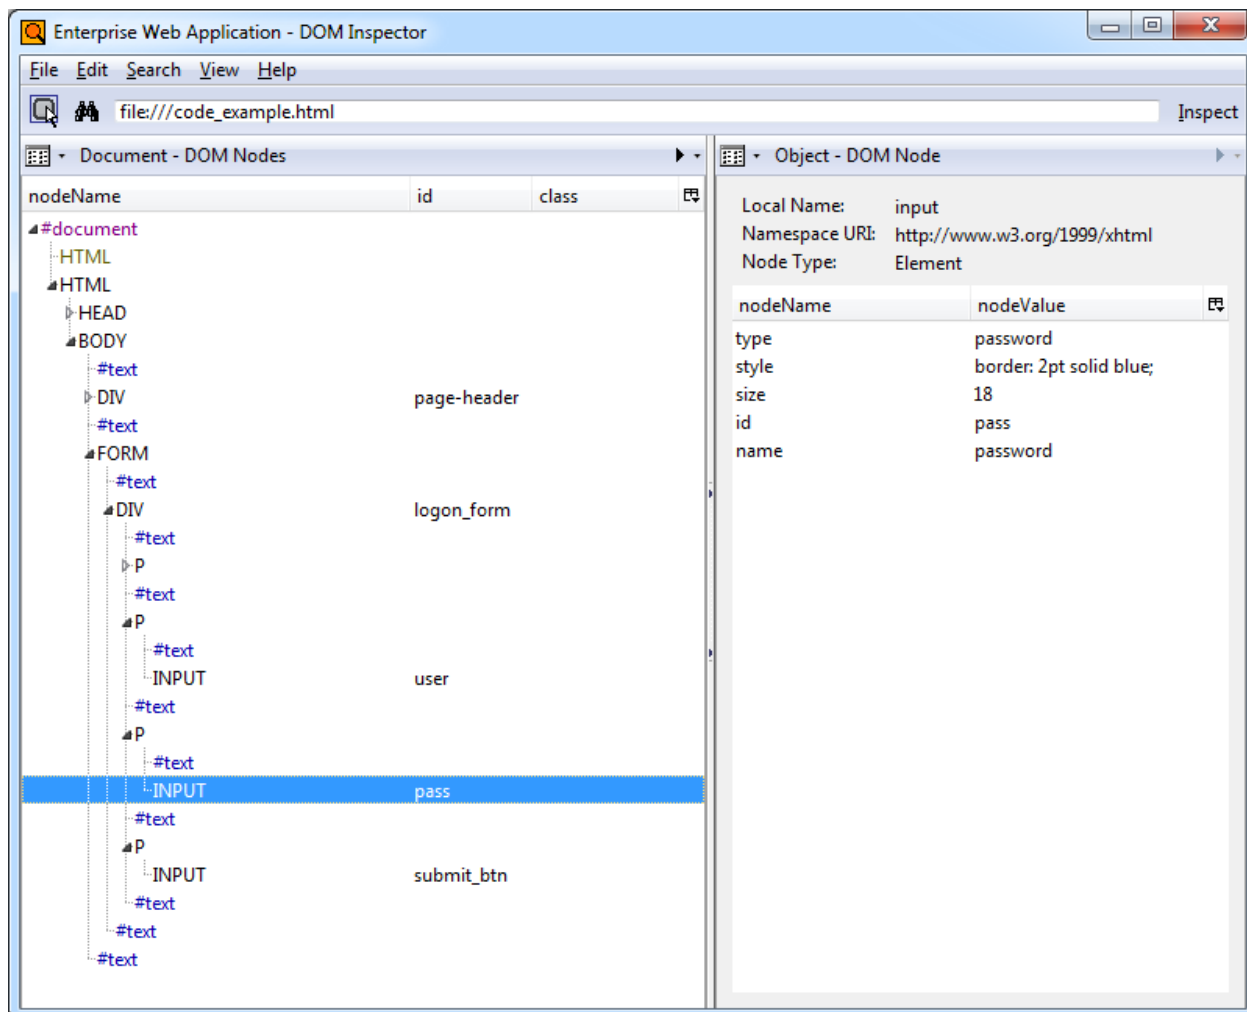 Enterprise Web Application - DOM Inspector
File Edit Search View Help
file:///code_example.html Inspect
Document - DOM Nodes
nodeName id class
#document
HTML
HTML
HEAD
BODY
#text
DIV page-header
#text
FORM
#text
DIV logon_form
#text
P
#text
P
#text
INPUT user
#text
P
#text
INPUT pass
#text
P
INPUT submit_btn
#text
#text
#text
Object - DOM Node
Local Name: input
Namespace URI: http://www.w3.org/1999/xhtml
Node Type: Element
nodeName nodeValue
type password
style border: 2pt solid blue;
size 18
id pass
name password